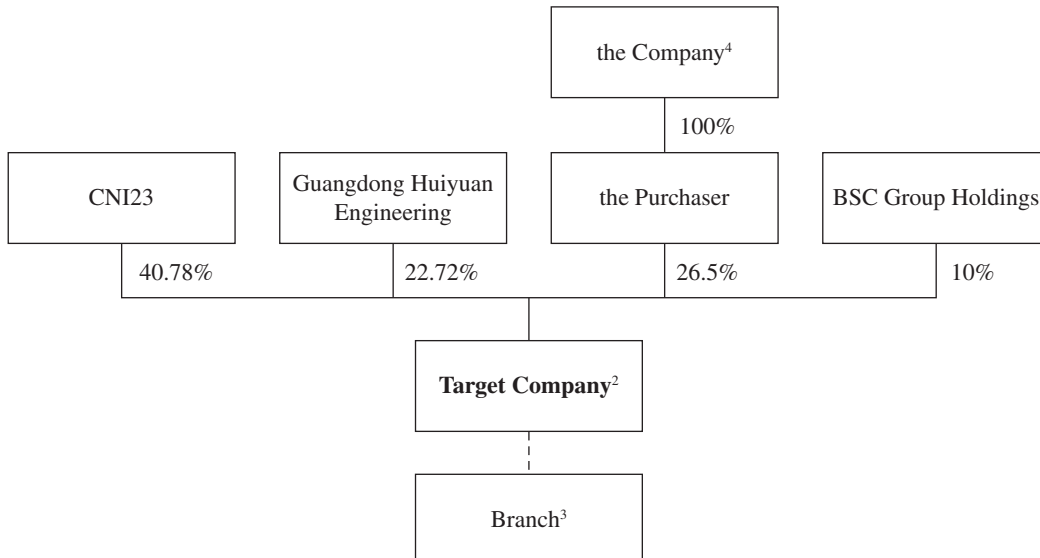 the Company⁴
100%
CNI23
Guangdong Huiyuan
Engineering
the Purchaser
BSC Group Holdings
40.78%
22.72%
26.5%
10%
Target Company²
Branch³